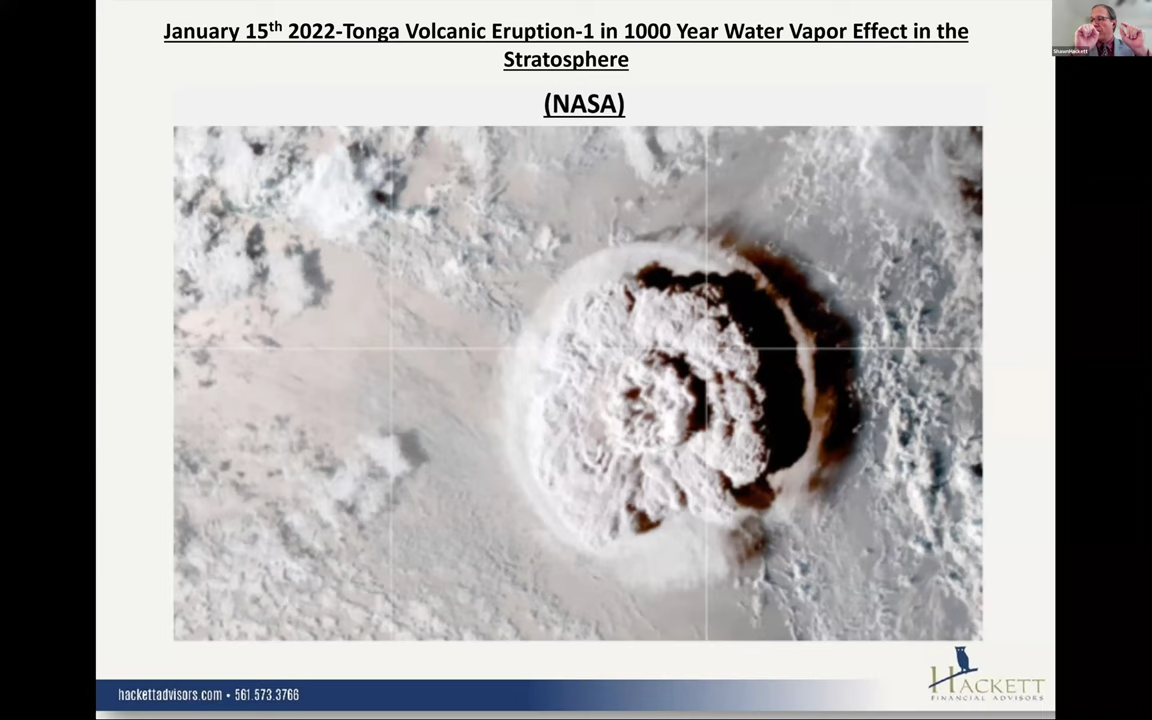 January 15th 2022-Tonga Volcanic Eruption-1 in 1000 Year Water Vapor Effect in the
Stratosphere
(NASA)
ShawnHackett
HACKETT
FINANCIAL ADVISORS
hackettadvisors.com • 561.573.3766